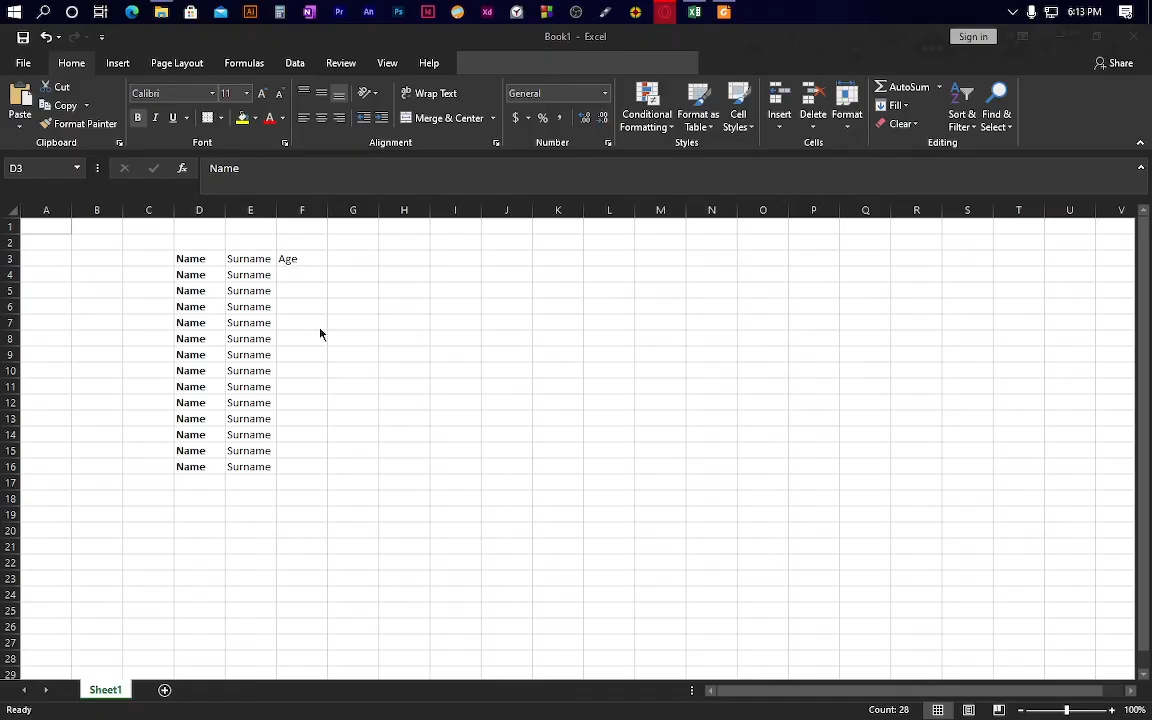 6:13 PM
Book1 - Excel
Sign in
File Home Insert Page Layout Formulas Data Review View Help
Share
Paste
Cut
Copy
Format Painter
Clipboard
Calibri 11
B I U
Font
Wrap Text
Merge & Center
Alignment
General
$ % ,
Number
Conditional Formatting
Format as Table
Cell Styles
Styles
Insert
Delete
Format
Cells
AutoSum
Fill
Clear
Sort & Filter
Find & Select
Editing
D3 fx Name
A B C D E F G H I J K L M N O P Q R S T U V
1
2
3 Name Surname Age
4 Name Surname
5 Name Surname
6 Name Surname
7 Name Surname
8 Name Surname
9 Name Surname
10 Name Surname
11 Name Surname
12 Name Surname
13 Name Surname
14 Name Surname
15 Name Surname
16 Name Surname
17
18
19
20
21
22
23
24
25
26
27
28
29
Sheet1
Ready
Count: 28
100%